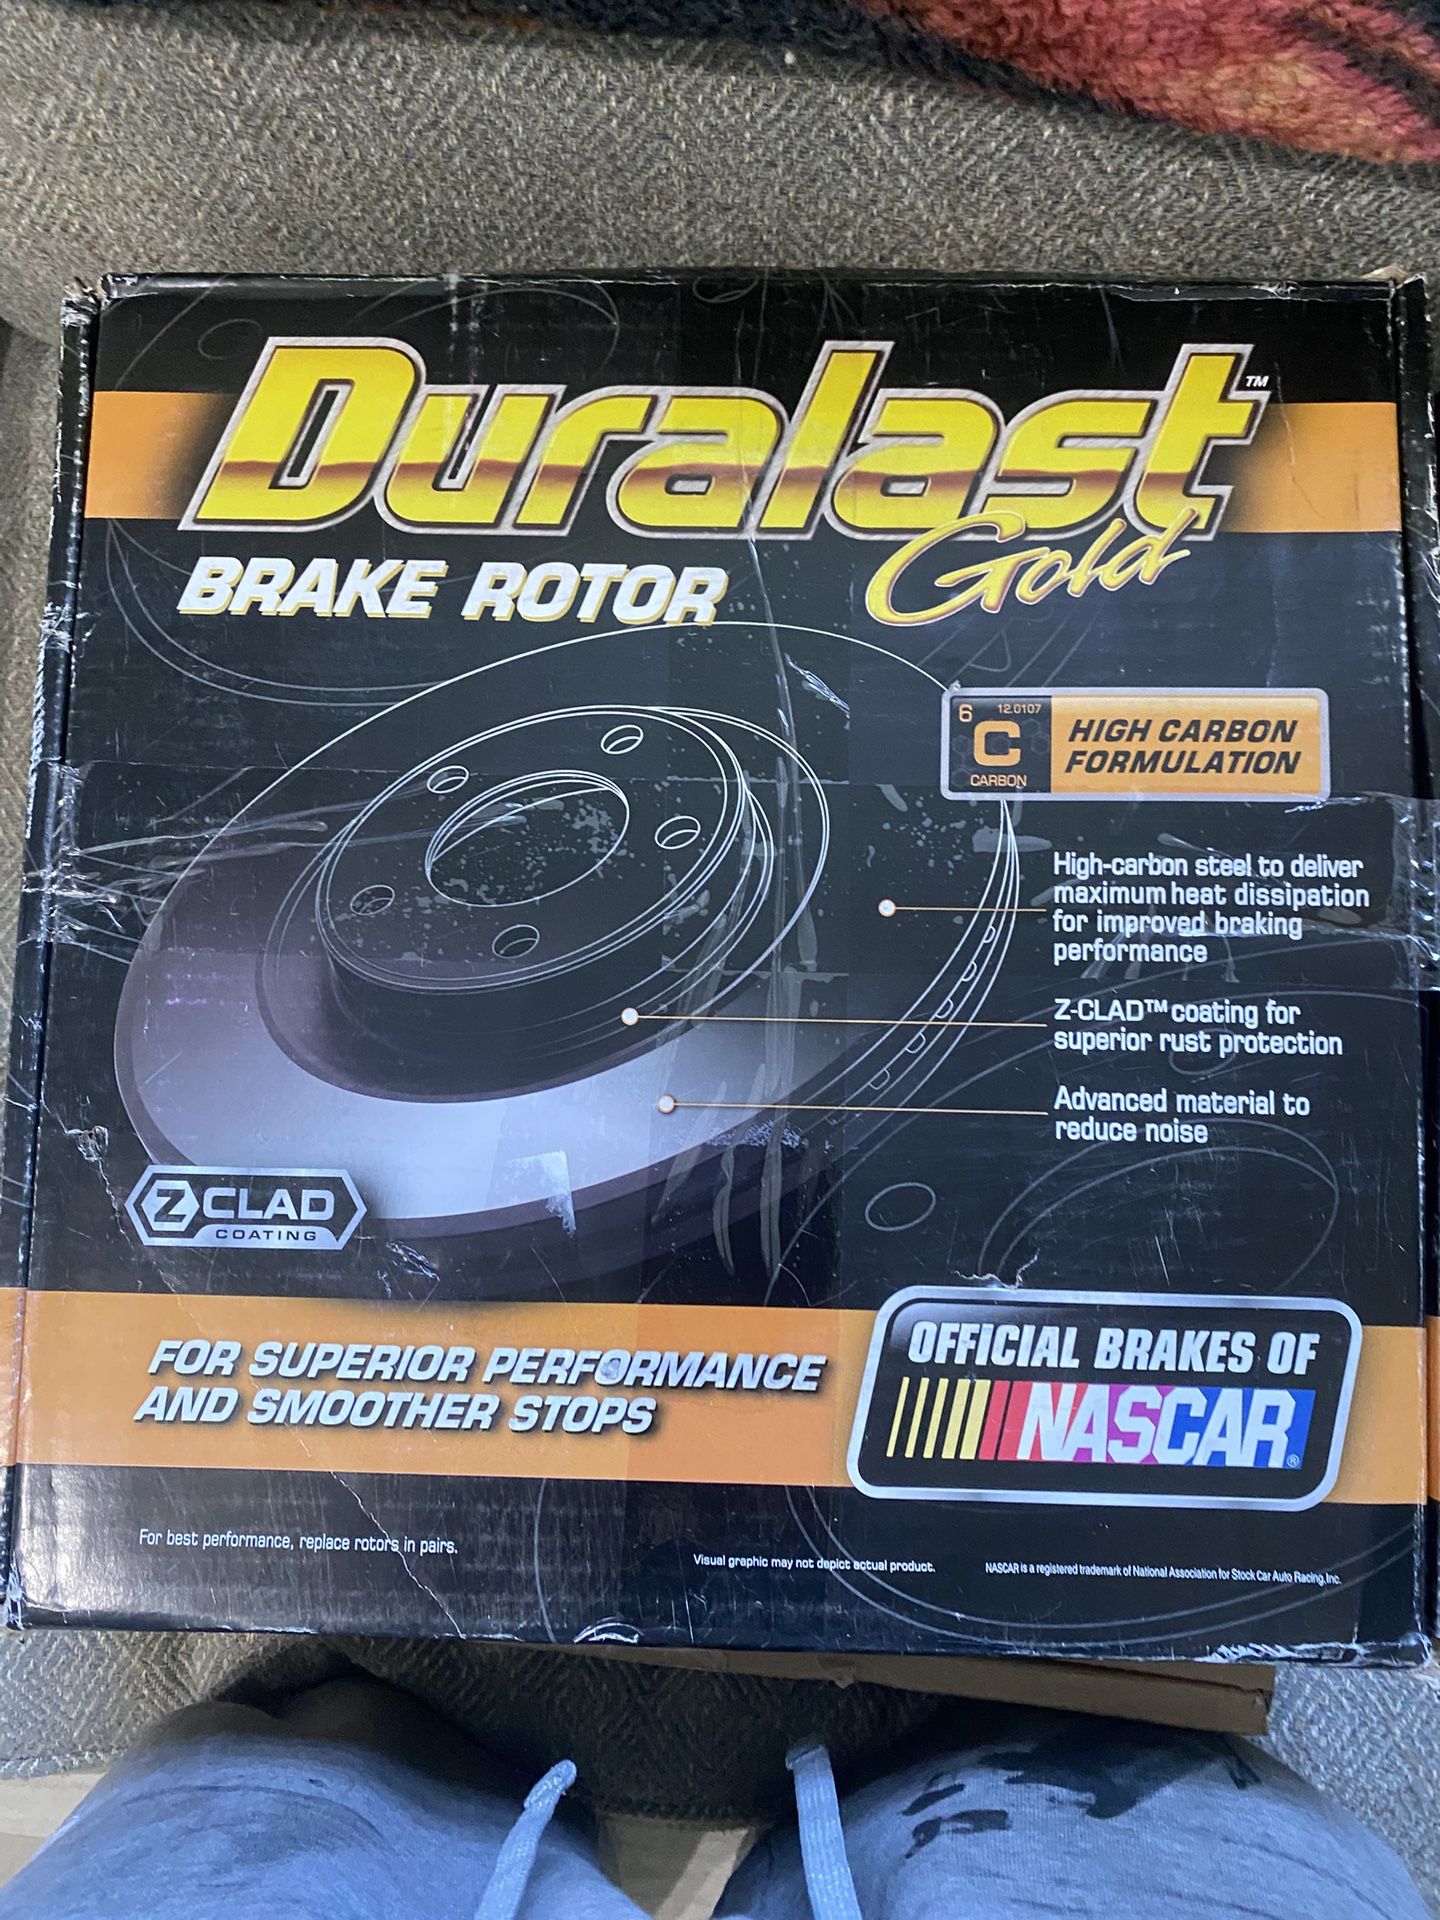 Duralast™
Gold
BRAKE ROTOR
6 12.0107
C
CARBON
HIGH CARBON
FORMULATION
High-carbon steel to deliver
maximum heat dissipation
for improved braking
performance
Z-CLAD™ coating for
superior rust protection
Advanced material to
reduce noise
Z CLAD
COATING
FOR SUPERIOR PERFORMANCE
AND SMOOTHER STOPS
OFFICIAL BRAKES OF
NASCAR®
For best performance, replace rotors in pairs.
Visual graphic may not depict actual product.
NASCAR is a registered trademark of National Association for Stock Car Auto Racing, Inc.